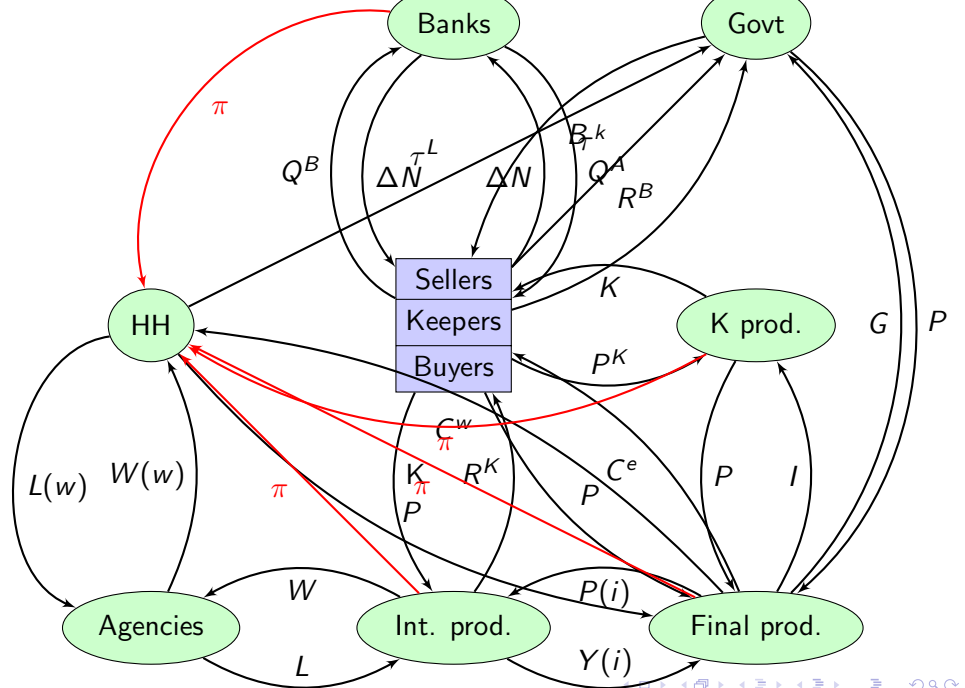 Banks
Govt
π
Q^B
ΔN
τ^L
ΔN
B
τ^k
Q^A
R^B
Sellers
Keepers
Buyers
K
P^K
HH
K prod.
G
P
C^w
π
L(w)
W(w)
π
K
π
P
R^K
C^e
P
P
I
W
P(i)
Agencies
Int. prod.
Final prod.
L
Y(i)